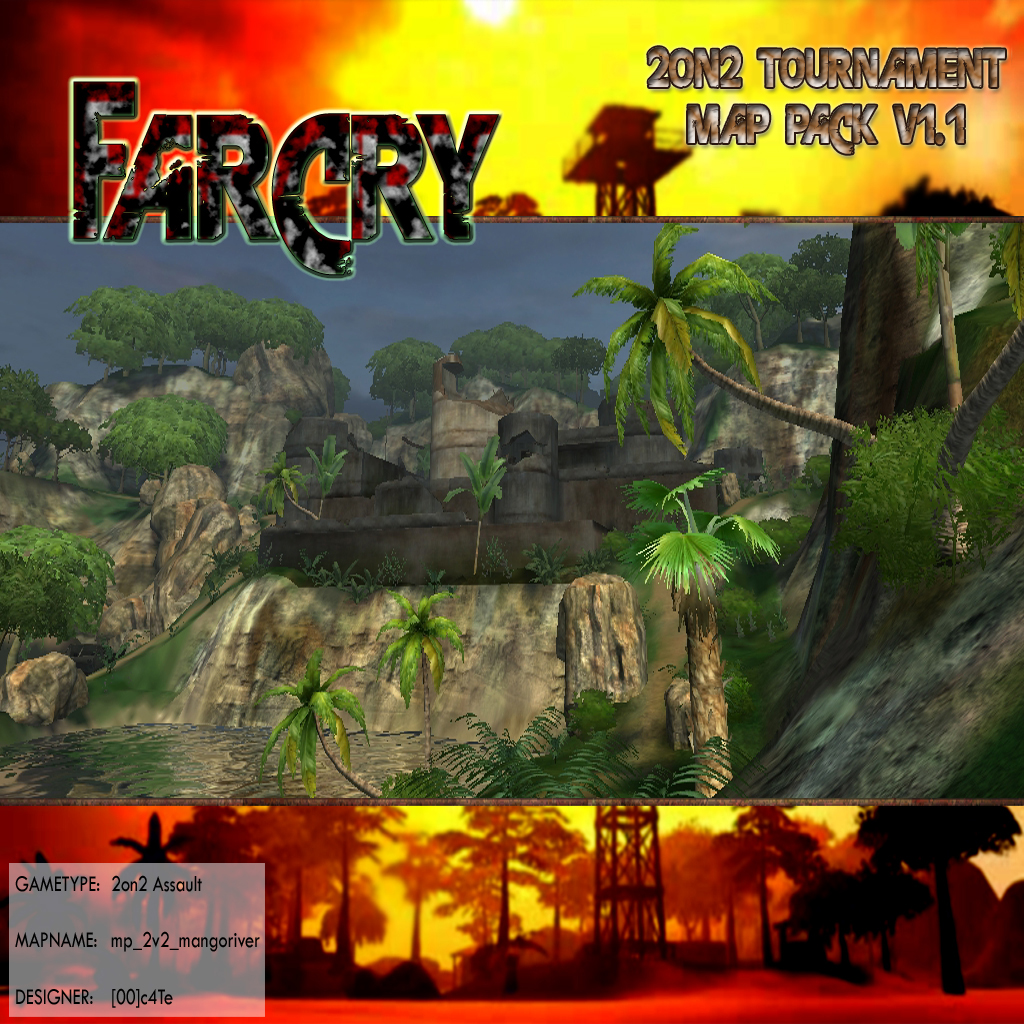 FARCRY
2ON2 TOURNAMENT
MAP PACK V1.1
GAMETYPE: 2on2 Assault
MAPNAME: mp_2v2_mangoriver
DESIGNER: [00]c4Te